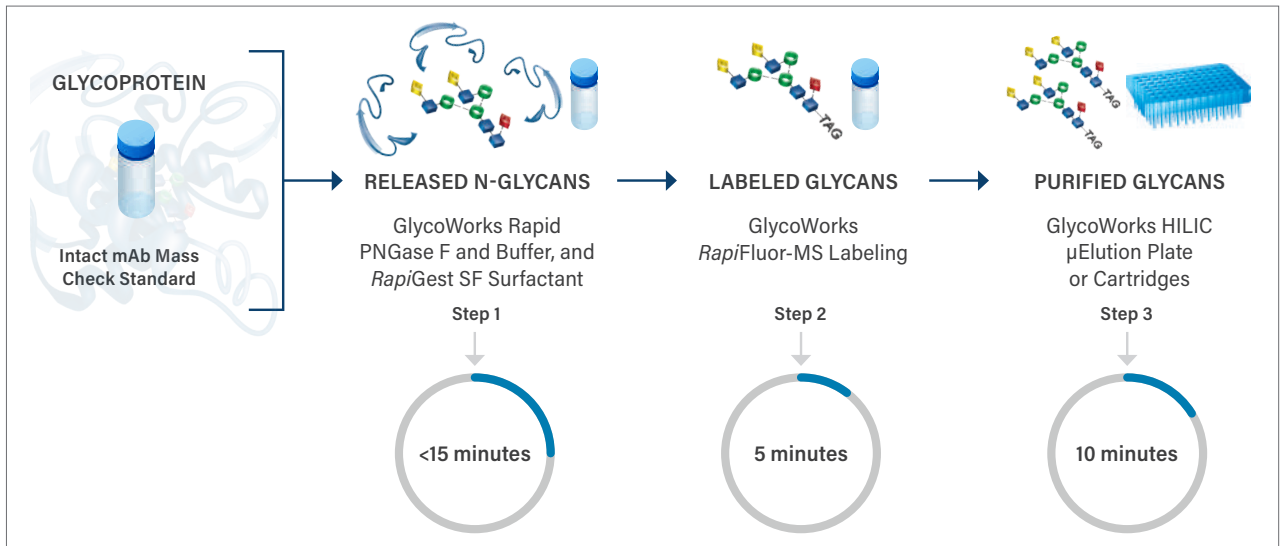 GLYCOPROTEIN
Intact mAb Mass
Check Standard
RELEASED N-GLYCANS
GlycoWorks Rapid
PNGase F and Buffer, and
RapiGest SF Surfactant
Step 1
<15 minutes
TAG
LABELED GLYCANS
GlycoWorks
RapiFluor-MS Labeling
Step 2
5 minutes
TAG
TAG
PURIFIED GLYCANS
GlycoWorks HILIC
µElution Plate
or Cartridges
Step 3
10 minutes